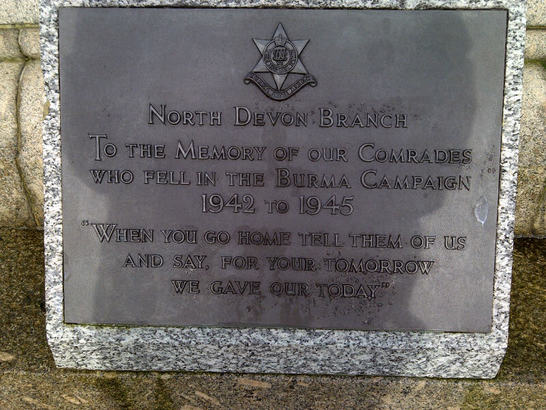 North Devon Branch
To the Memory of our Comrades
who fell in the Burma Campaign
1942 to 1945
"When you go home tell them of us
and say, for your tomorrow
we gave our today"